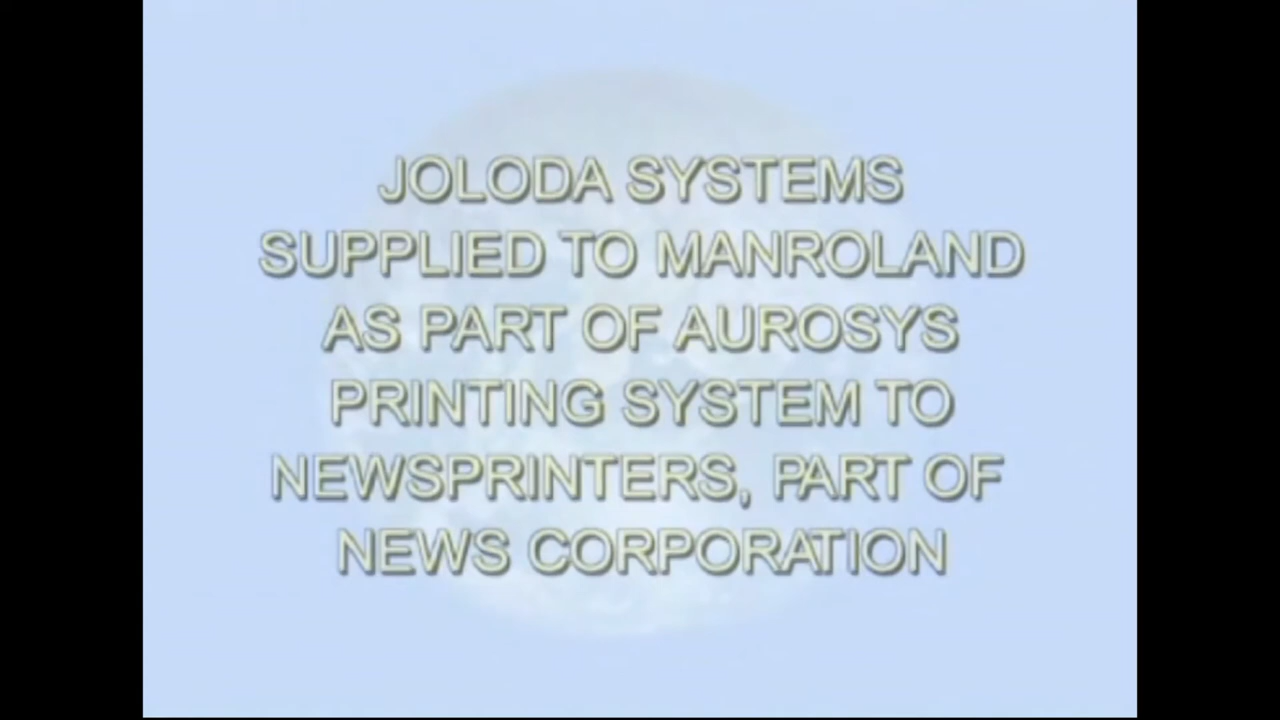 JOLODA SYSTEMS
SUPPLIED TO MANROLAND
AS PART OF AUROSYS
PRINTING SYSTEM TO
NEWSPRINTERS, PART OF
NEWS CORPORATION